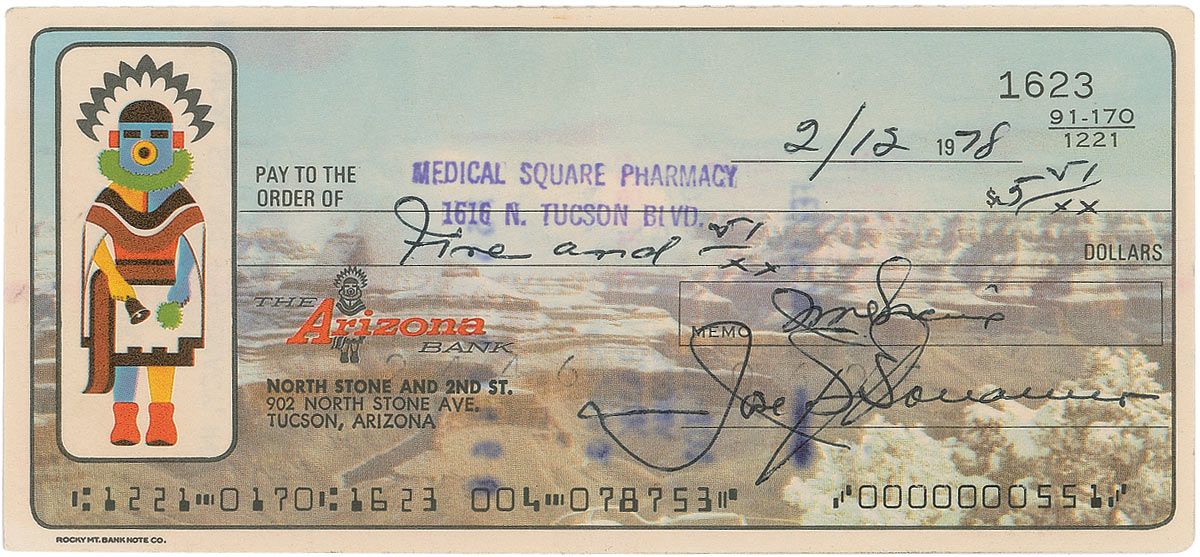 1623
91-170
1221
2/12 1978
PAY TO THE
ORDER OF
MEDICAL SQUARE PHARMACY
1616 N. TUCSON BLVD.
$5 51/xx
Five and 51/xx DOLLARS
THE
Arizona
BANK
MEMO
NORTH STONE AND 2ND ST.
902 NORTH STONE AVE.
TUCSON, ARIZONA
Joe
⑆1221⑉0170⑆1623 004⑉078753⑈ ⑈0000000551⑈
ROCKY MT. BANK NOTE CO.